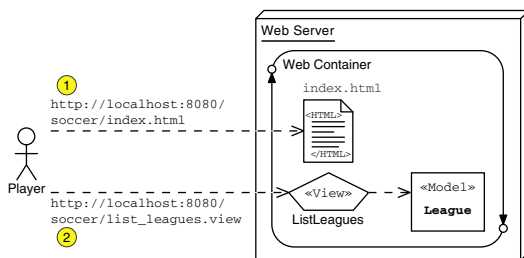 Web Server
Web Container
1
http://localhost:8080/
soccer/index.html
index.html
<HTML>
</HTML>
Player
«View»
ListLeagues
«Model»
League
http://localhost:8080/
soccer/list_leagues.view
2